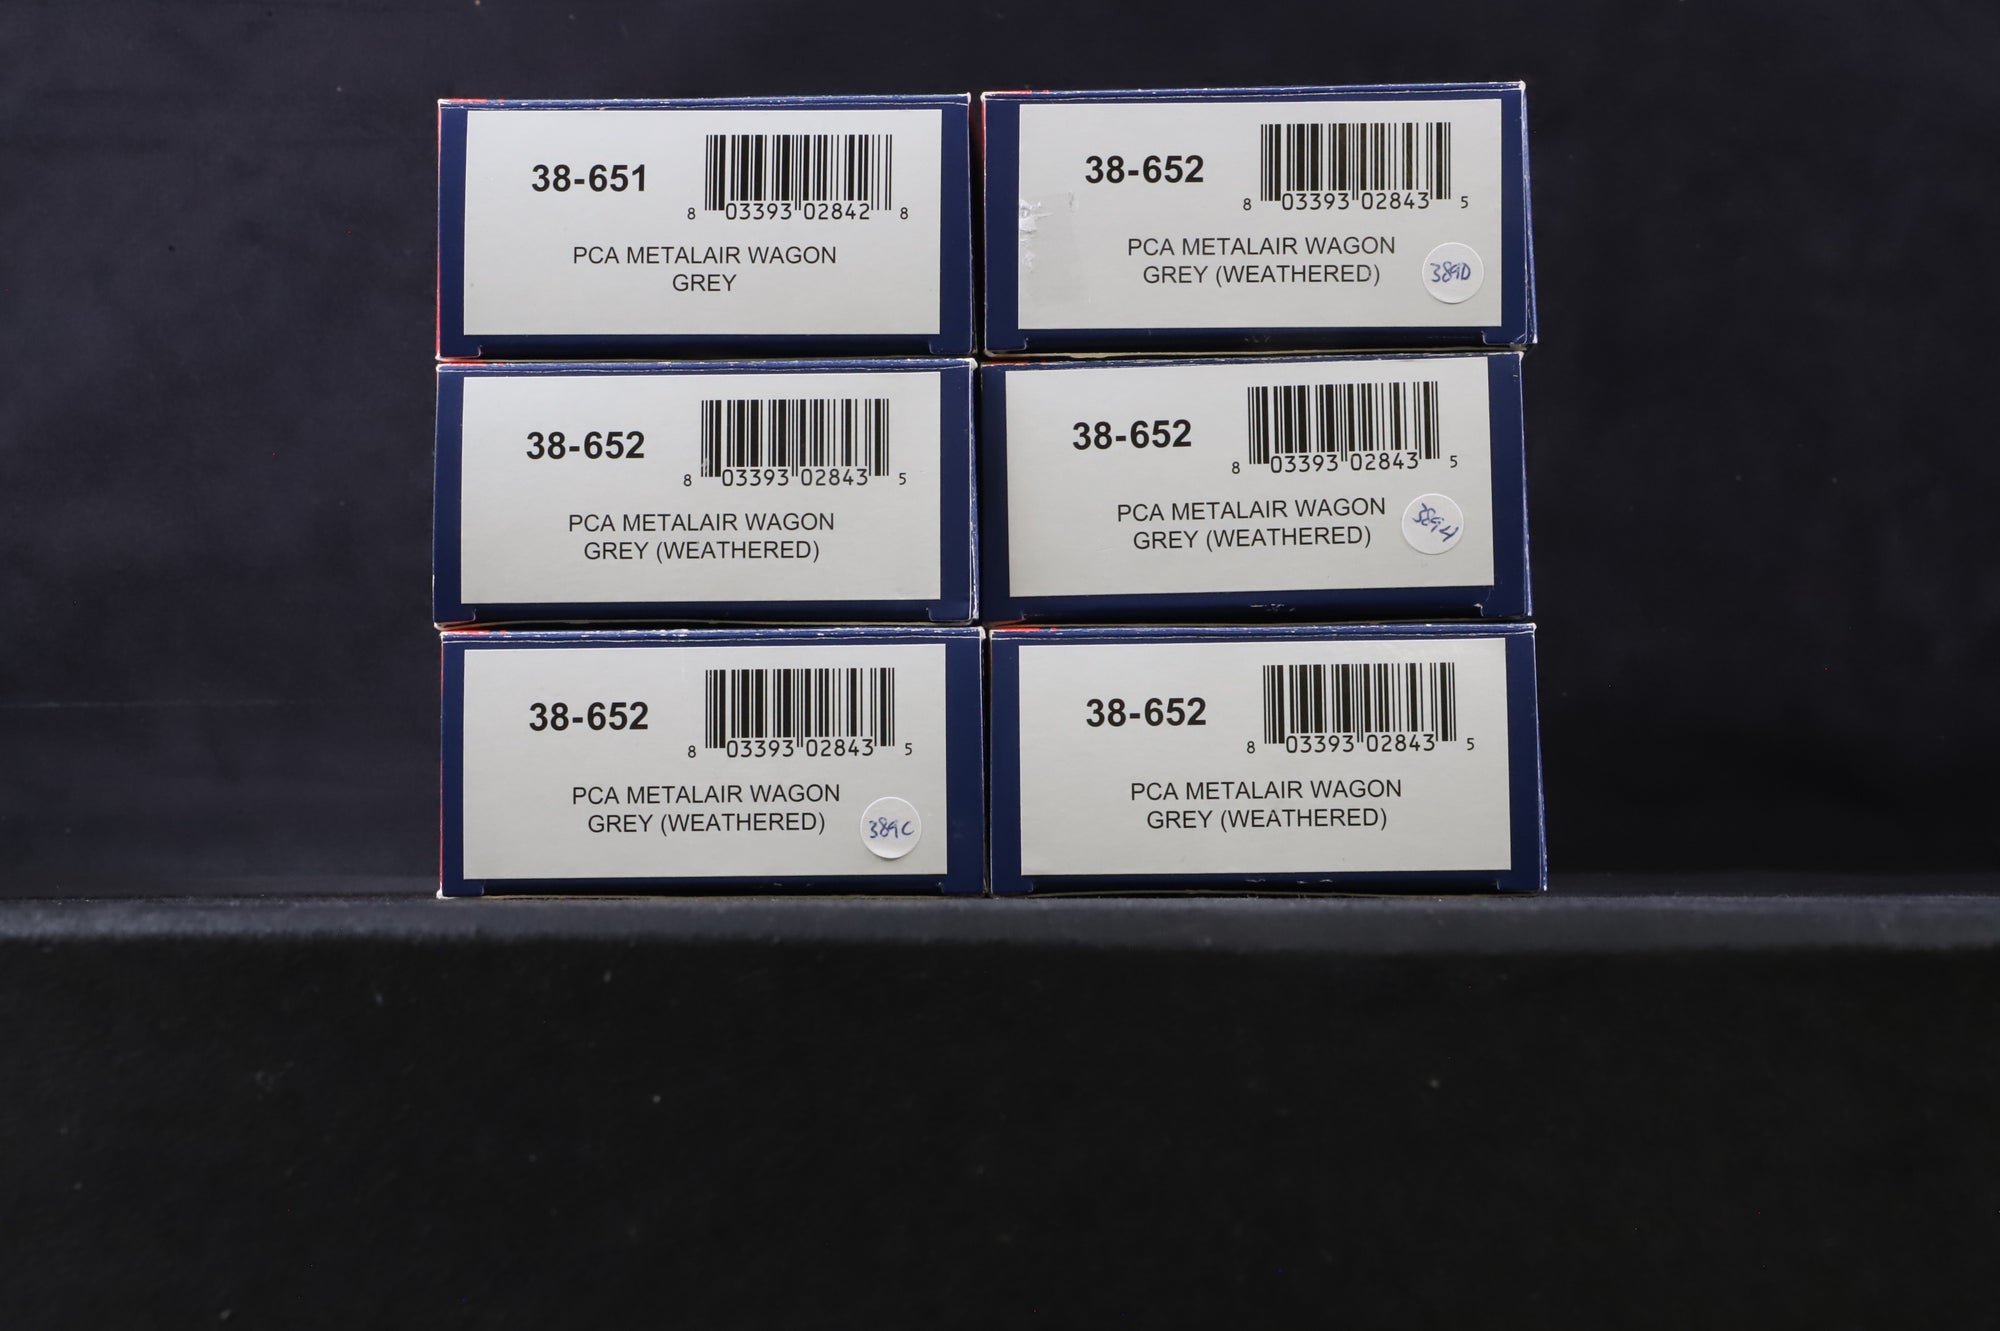 38-651
8 03393 02842 8
PCA METALAIR WAGON
GREY
38-652
8 03393 02843 5
PCA METALAIR WAGON
GREY (WEATHERED)
389D
38-652
8 03393 02843 5
PCA METALAIR WAGON
GREY (WEATHERED)
38-652
8 03393 02843 5
PCA METALAIR WAGON
GREY (WEATHERED)
389H
38-652
8 03393 02843 5
PCA METALAIR WAGON
GREY (WEATHERED)
389C
38-652
8 03393 02843 5
PCA METALAIR WAGON
GREY (WEATHERED)